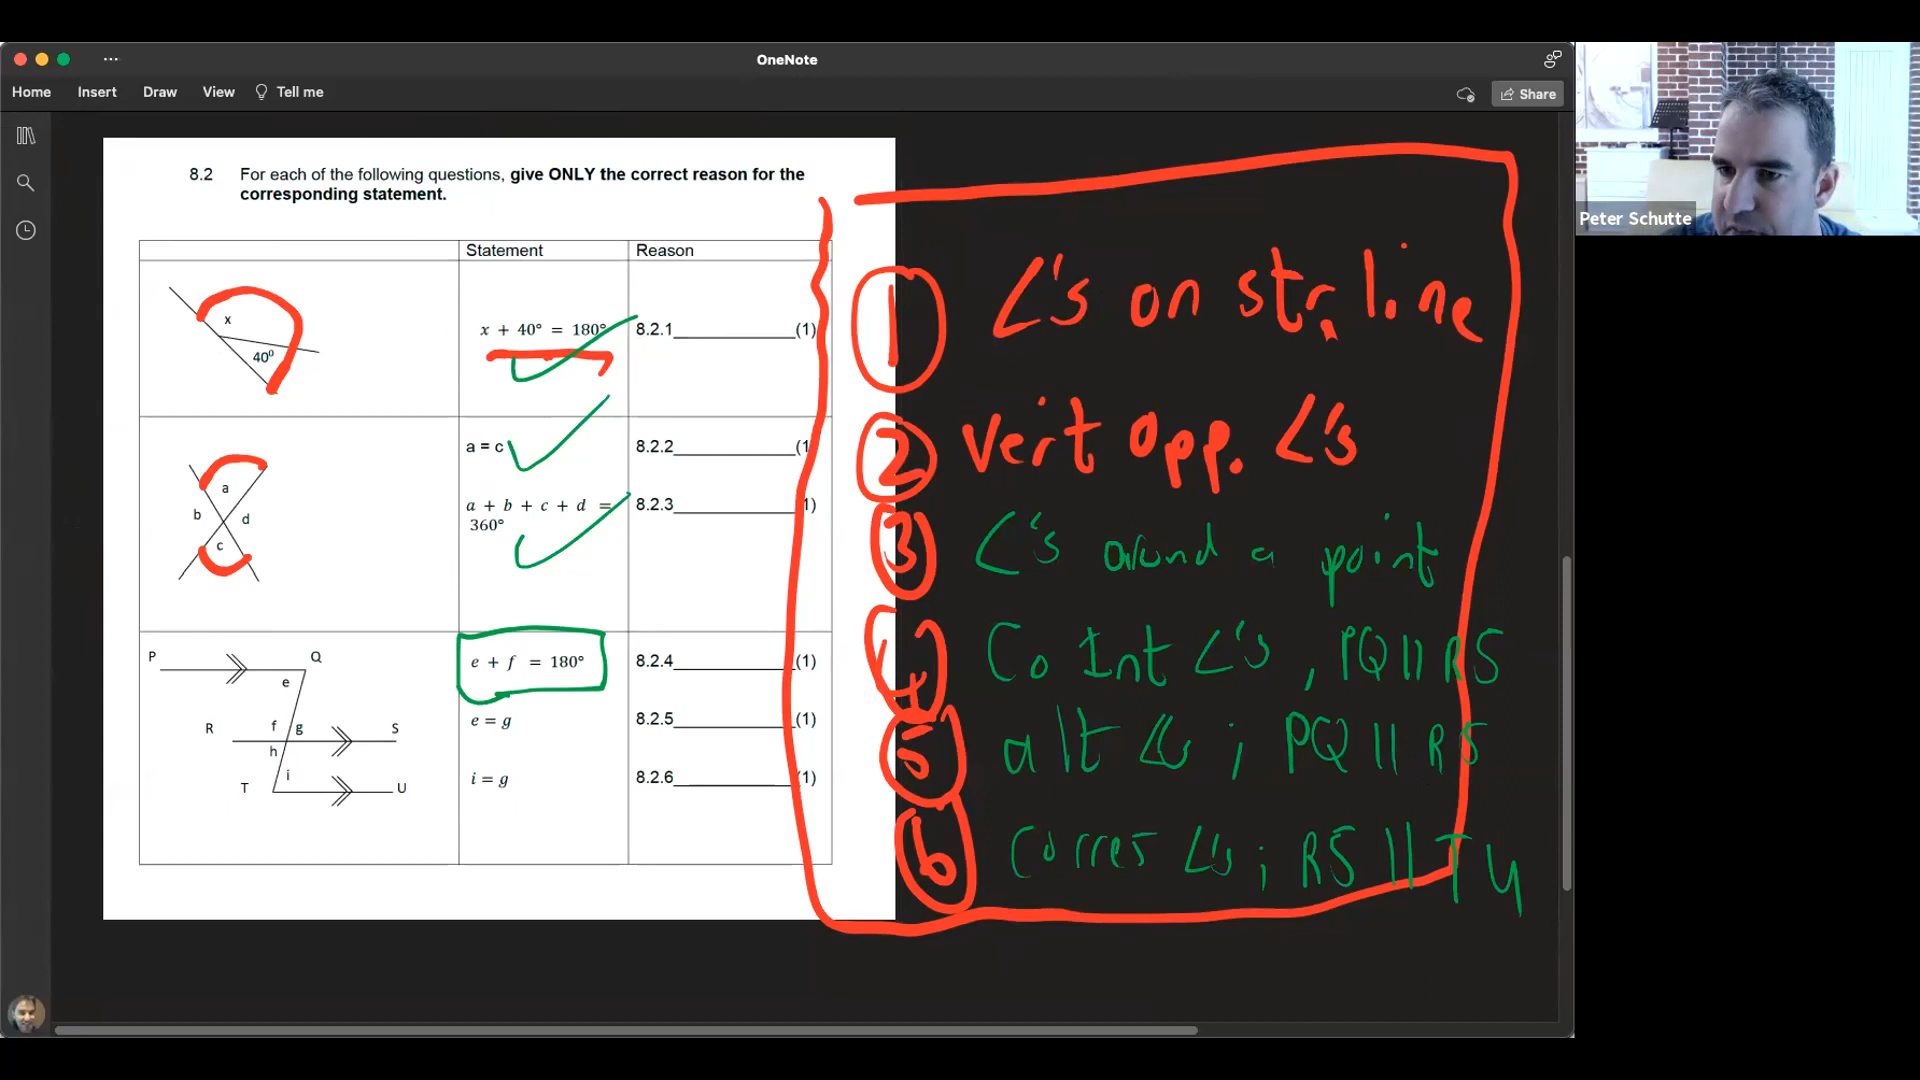 OneNote
Home Insert Draw View Tell me
Share
Peter Schutte
8.2 For each of the following questions, give ONLY the correct reason for the
corresponding statement.
Statement Reason
x
40⁰
x + 40° = 180°
8.2.1 (1)
a
b d
c
a = c
8.2.2 (1
a + b + c + d =
360°
8.2.3 1)
P Q
e
R f g S
h
T i U
e + f = 180°
8.2.4 (1)
e = g
8.2.5 (1)
i = g
8.2.6 (1)
1 ∠'s on str. line
2 Vert Opp. ∠'s
3 ∠'s around a point
4 Co Int ∠'s, PQ || RS
5 alt ∠s ; PQ || RS
6 Corres ∠'s ; RS || TU